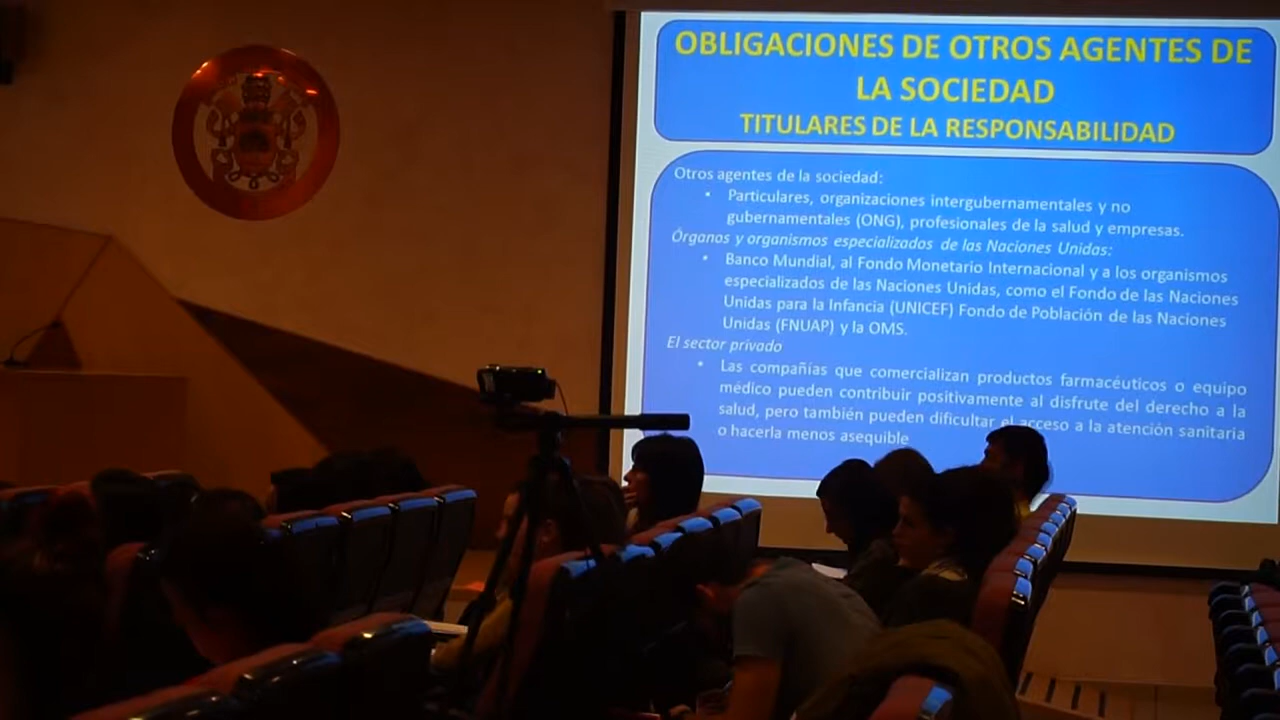 OBLIGACIONES DE OTROS AGENTES DE
LA SOCIEDAD
TITULARES DE LA RESPONSABILIDAD
Otros agentes de la sociedad:
• Particulares, organizaciones intergubernamentales y no
gubernamentales (ONG), profesionales de la salud y empresas.
Órganos y organismos especializados de las Naciones Unidas:
• Banco Mundial, al Fondo Monetario Internacional y a los organismos
especializados de las Naciones Unidas, como el Fondo de las Naciones
Unidas para la Infancia (UNICEF) Fondo de Población de las Naciones
Unidas (FNUAP) y la OMS.
El sector privado
• Las compañías que comercializan productos farmacéuticos o equipo
médico pueden contribuir positivamente al disfrute del derecho a la
salud, pero también pueden dificultar el acceso a la atención sanitaria
o hacerla menos asequible